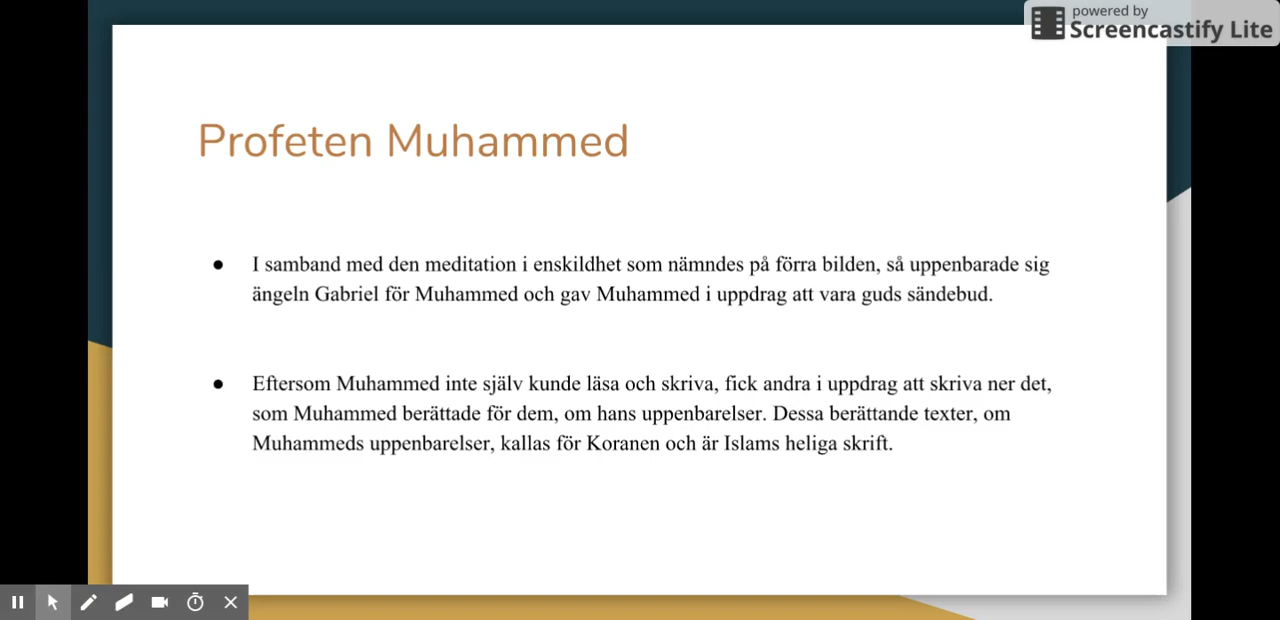 powered by
Screencastify Lite
Profeten Muhammed
● I samband med den meditation i enskildhet som nämndes på förra bilden, så uppenbarade sig
ängeln Gabriel för Muhammed och gav Muhammed i uppdrag att vara guds sändebud.
● Eftersom Muhammed inte själv kunde läsa och skriva, fick andra i uppdrag att skriva ner det,
som Muhammed berättade för dem, om hans uppenbarelser. Dessa berättande texter, om
Muhammeds uppenbarelser, kallas för Koranen och är Islams heliga skrift.